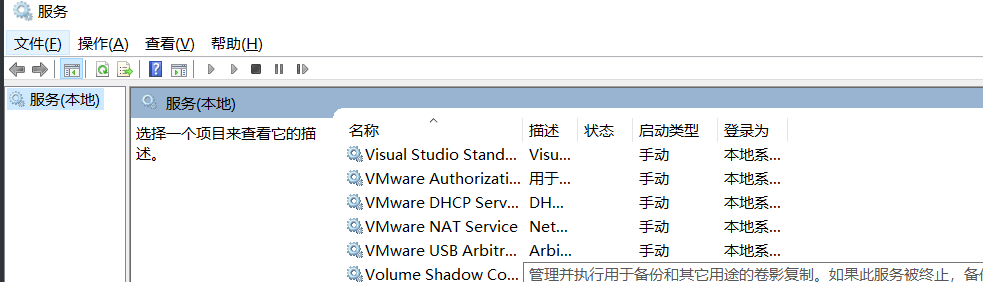 服务
文件(F) 操作(A) 查看(V) 帮助(H)
服务(本地)
服务(本地)
选择一个项目来查看它的描
述。
名称 描述 状态 启动类型 登录为
Visual Studio Stand... Visu... 手动 本地系...
VMware Authorizati... 用于... 手动 本地系...
VMware DHCP Serv... DH... 手动 本地系...
VMware NAT Service Net... 手动 本地系...
VMware USB Arbitr... Arbi... 手动 本地系...
Volume Shadow Co... 管理并执行用于备份和其它用途的卷影复制。如果此服务被终止，备份